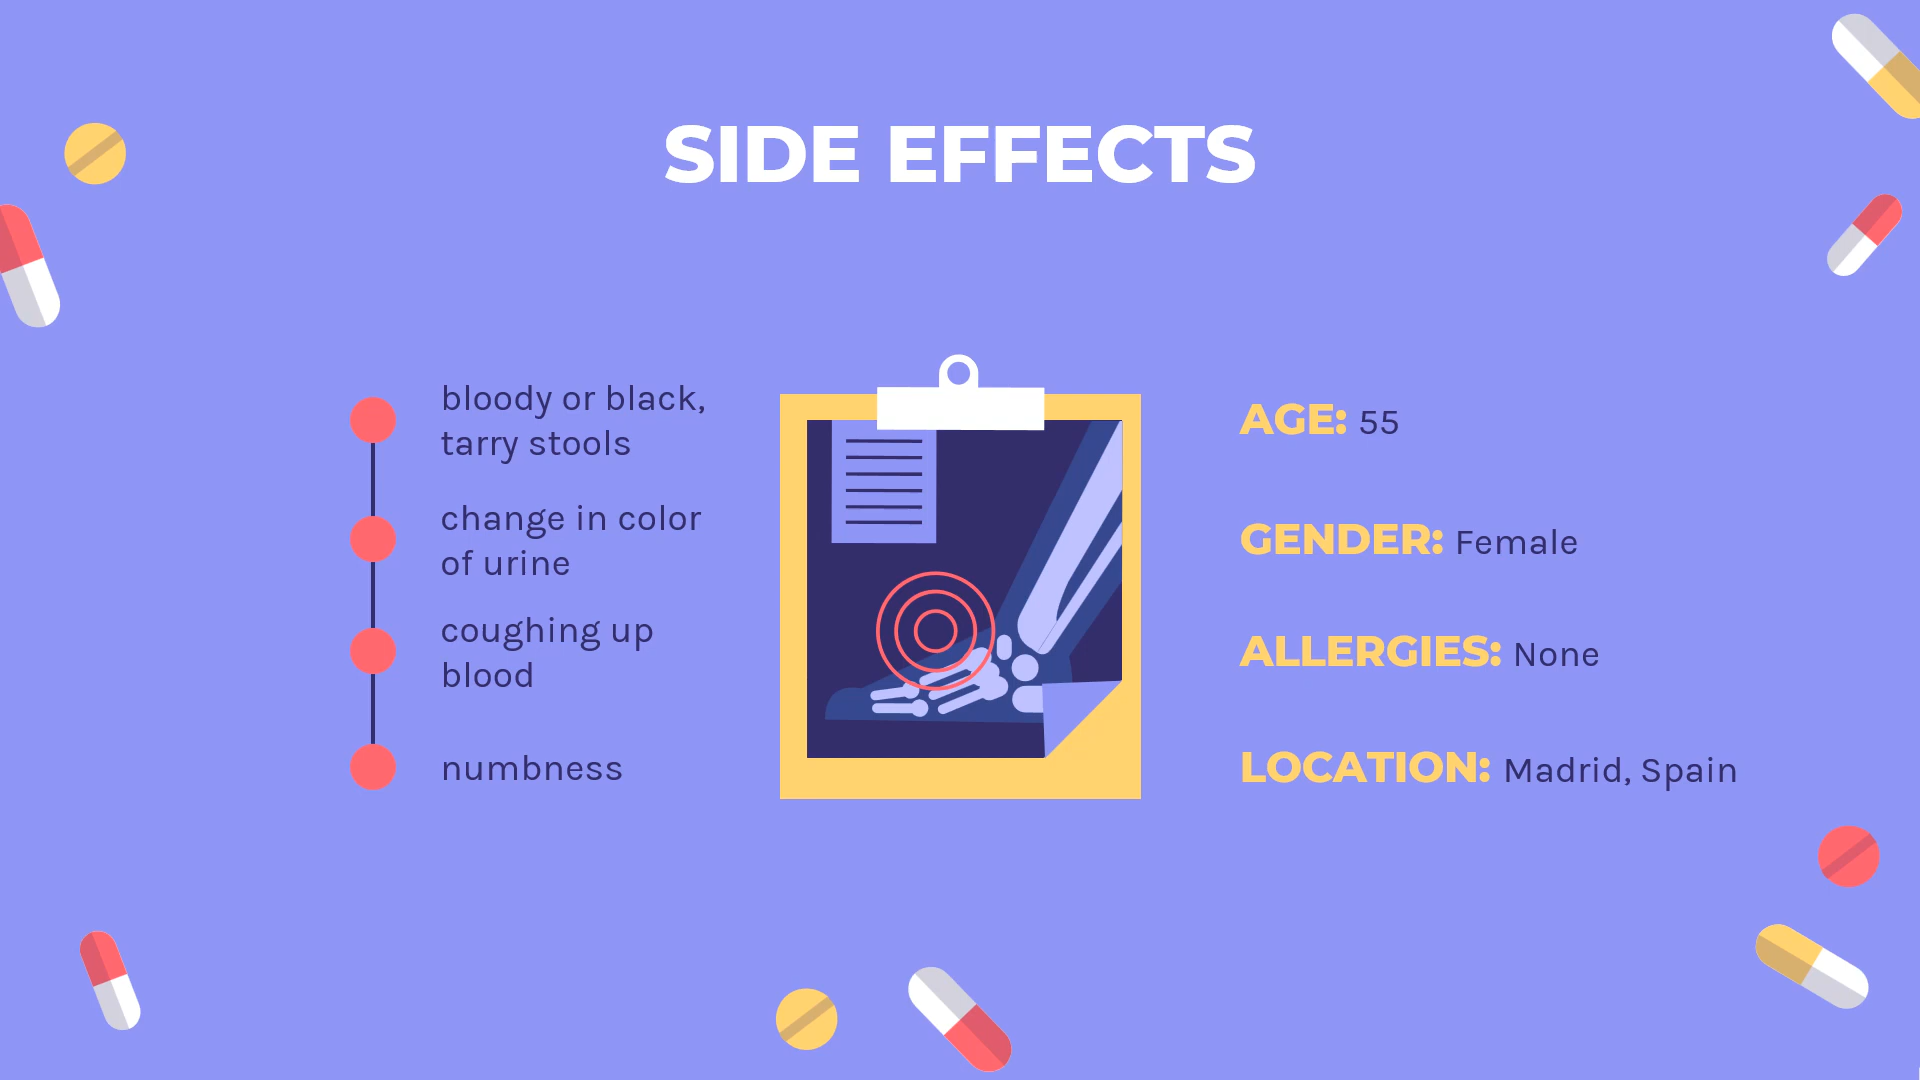 SIDE EFFECTS
bloody or black,
tarry stools
change in color
of urine
coughing up
blood
numbness
AGE: 55
GENDER: Female
ALLERGIES: None
LOCATION: Madrid, Spain